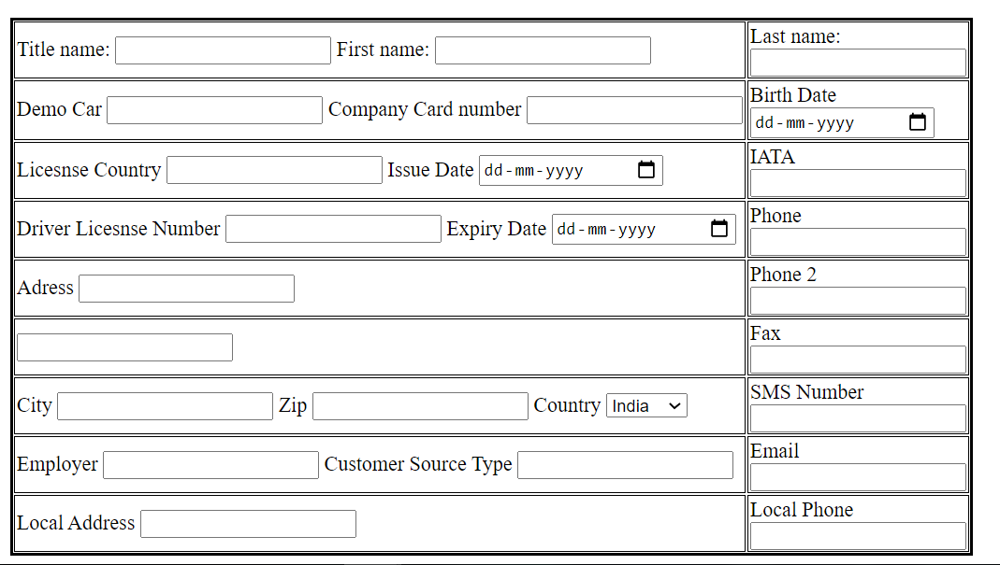 Title name: First name: Last name:
Demo Car Company Card number Birth Date
dd-mm-yyyy
Licesnse Country Issue Date dd-mm-yyyy IATA
Driver Licesnse Number Expiry Date dd-mm-yyyy Phone
Adress Phone 2
Fax
City Zip Country India SMS Number
Employer Customer Source Type Email
Local Address Local Phone